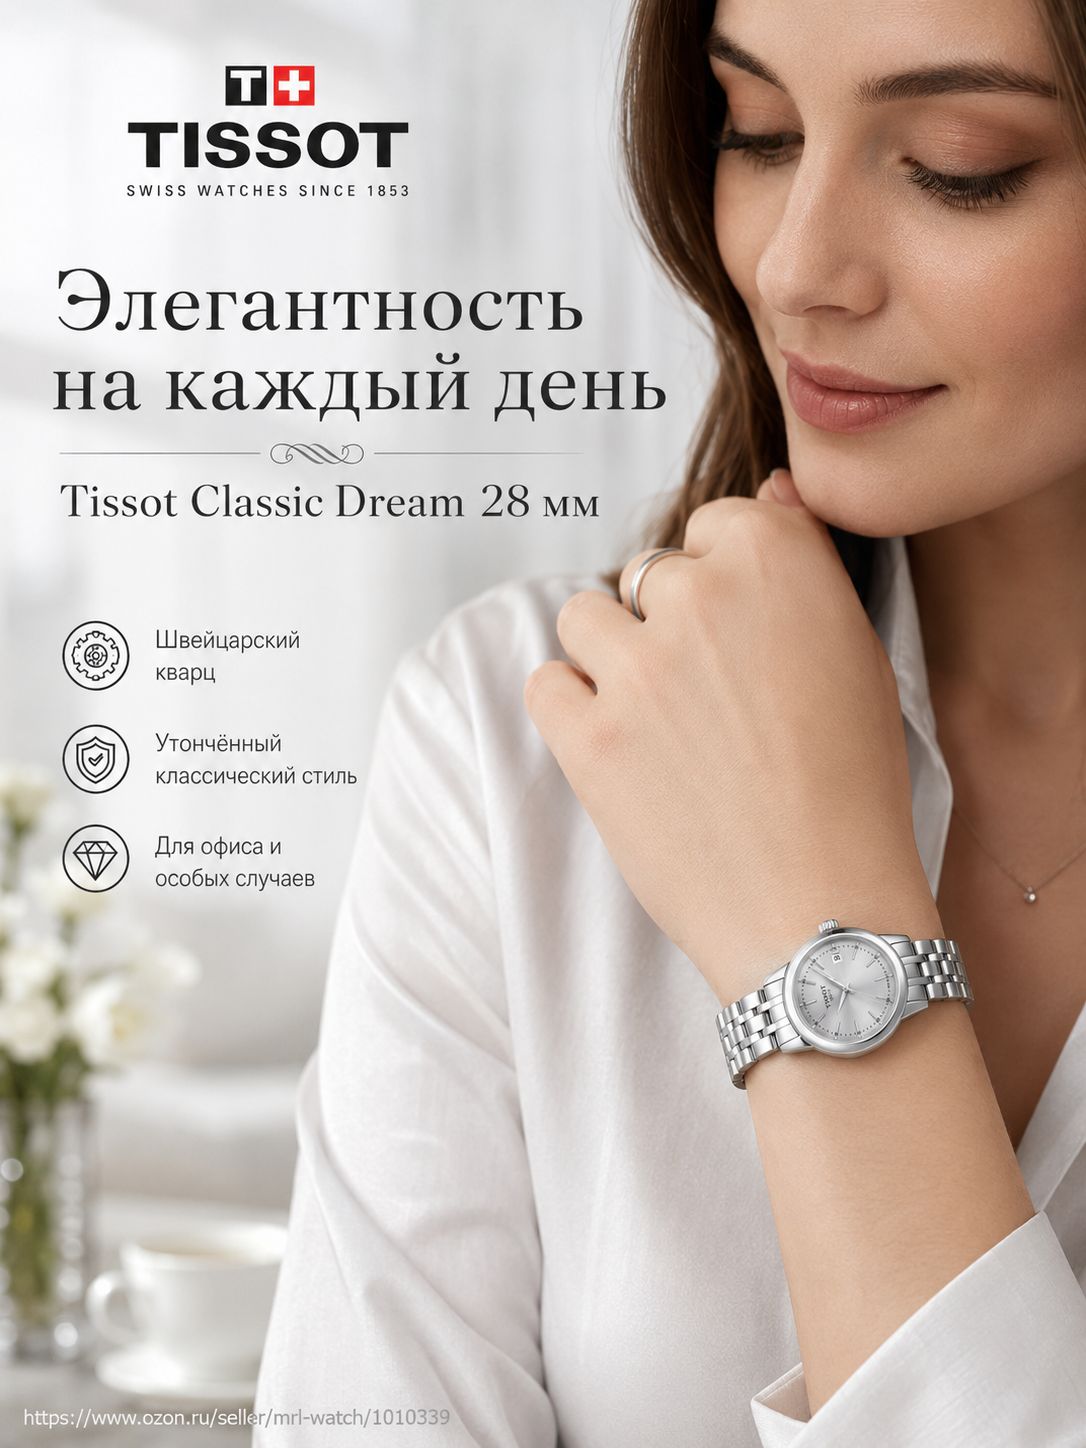 T+
TISSOT
SWISS WATCHES SINCE 1853
Элегантность
на каждый день
Tissot Classic Dream 28 мм
Швейцарский
кварц
Утончённый
классический стиль
Для офиса и
особых случаев
TISSOT
https://www.ozon.ru/seller/mrl-watch/1010339